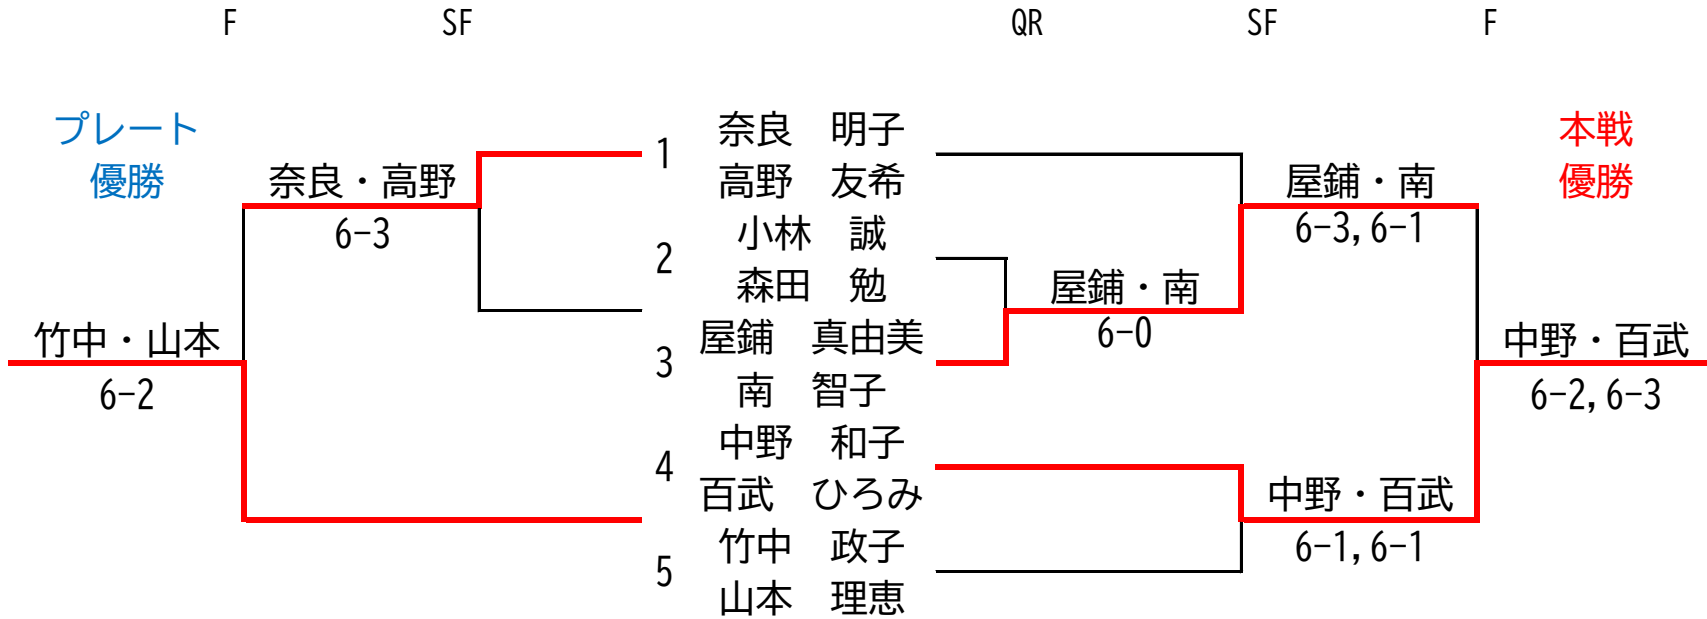 F SF QR SF F
プレート
優勝
本戦
優勝
奈良・高野
6-3
竹中・山本
6-2
1
奈良　明子
高野　友希
2
小林　誠
森田　勉
3
屋鋪　真由美
南　智子
4
中野　和子
百武　ひろみ
5
竹中　政子
山本　理恵
屋鋪・南
6-0
屋鋪・南
6-3,6-1
中野・百武
6-1,6-1
中野・百武
6-2,6-3